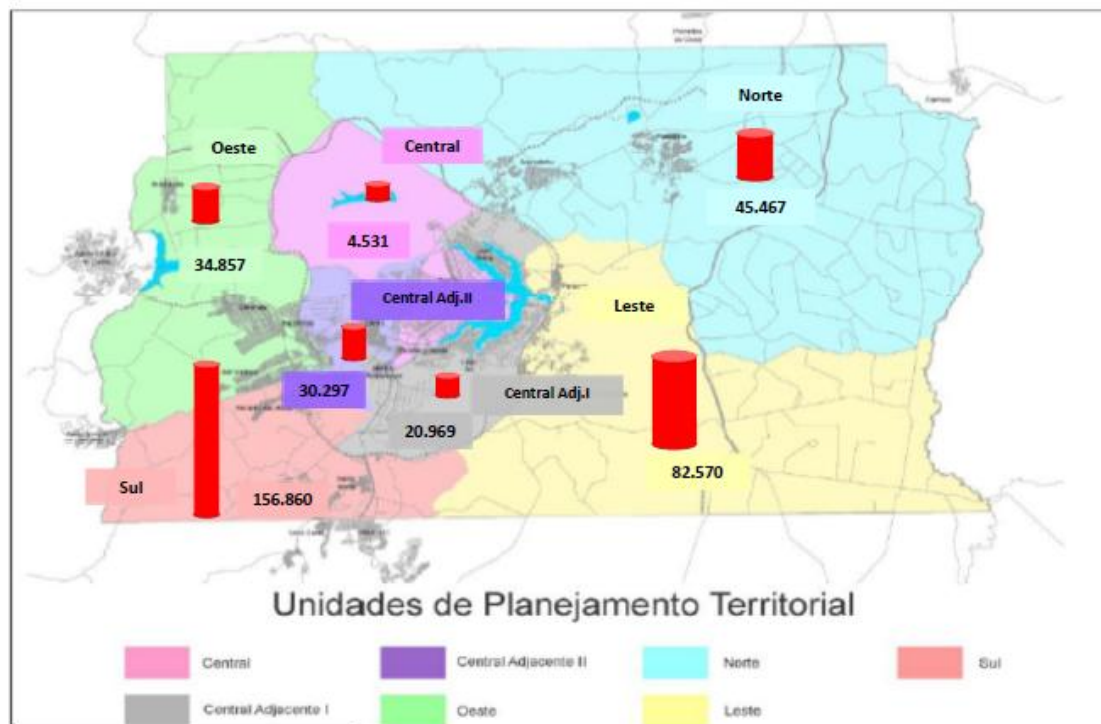 Norte
Oeste
Central
45.467
4.531
34.857
Central Adj.II
Leste
30.297
Central Adj.I
20.969
82.570
Sul
156.860
Unidades de Planejamento Territorial
Central
Central Adjacente II
Norte
Sul
Central Adjacente I
Oeste
Leste